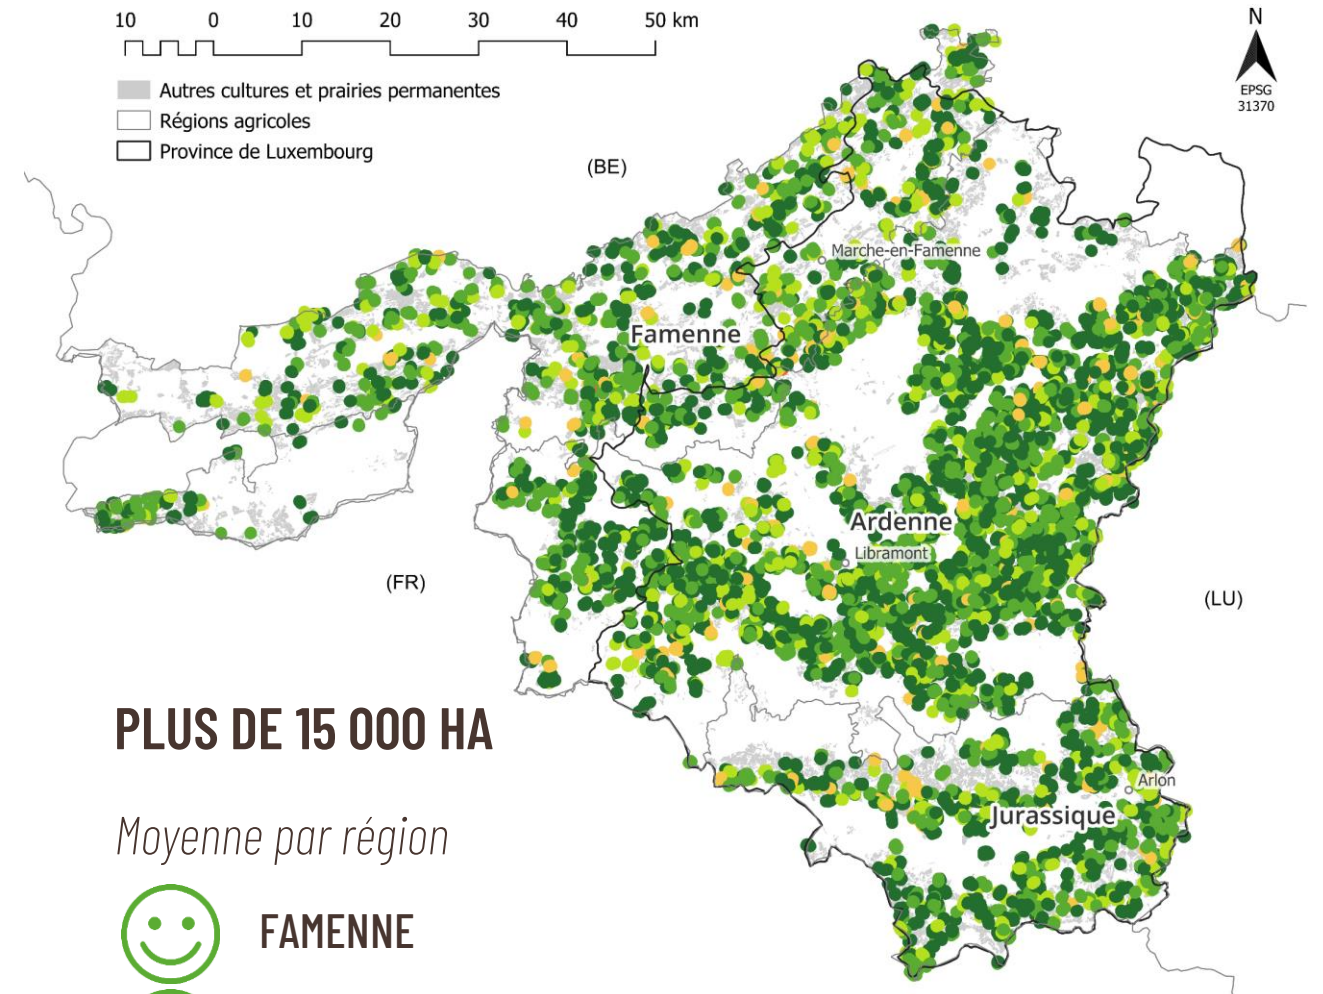 10 0 10 20 30 40 50 km
N
EPSG
31370
Autres cultures et prairies permanentes
Régions agricoles
Province de Luxembourg
(BE)
Marche-en-Famenne
Famenne
Ardenne
Libramont
(FR)
(LU)
PLUS DE 15 000 HA
Arlon
Jurassique
Moyenne par région
FAMENNE